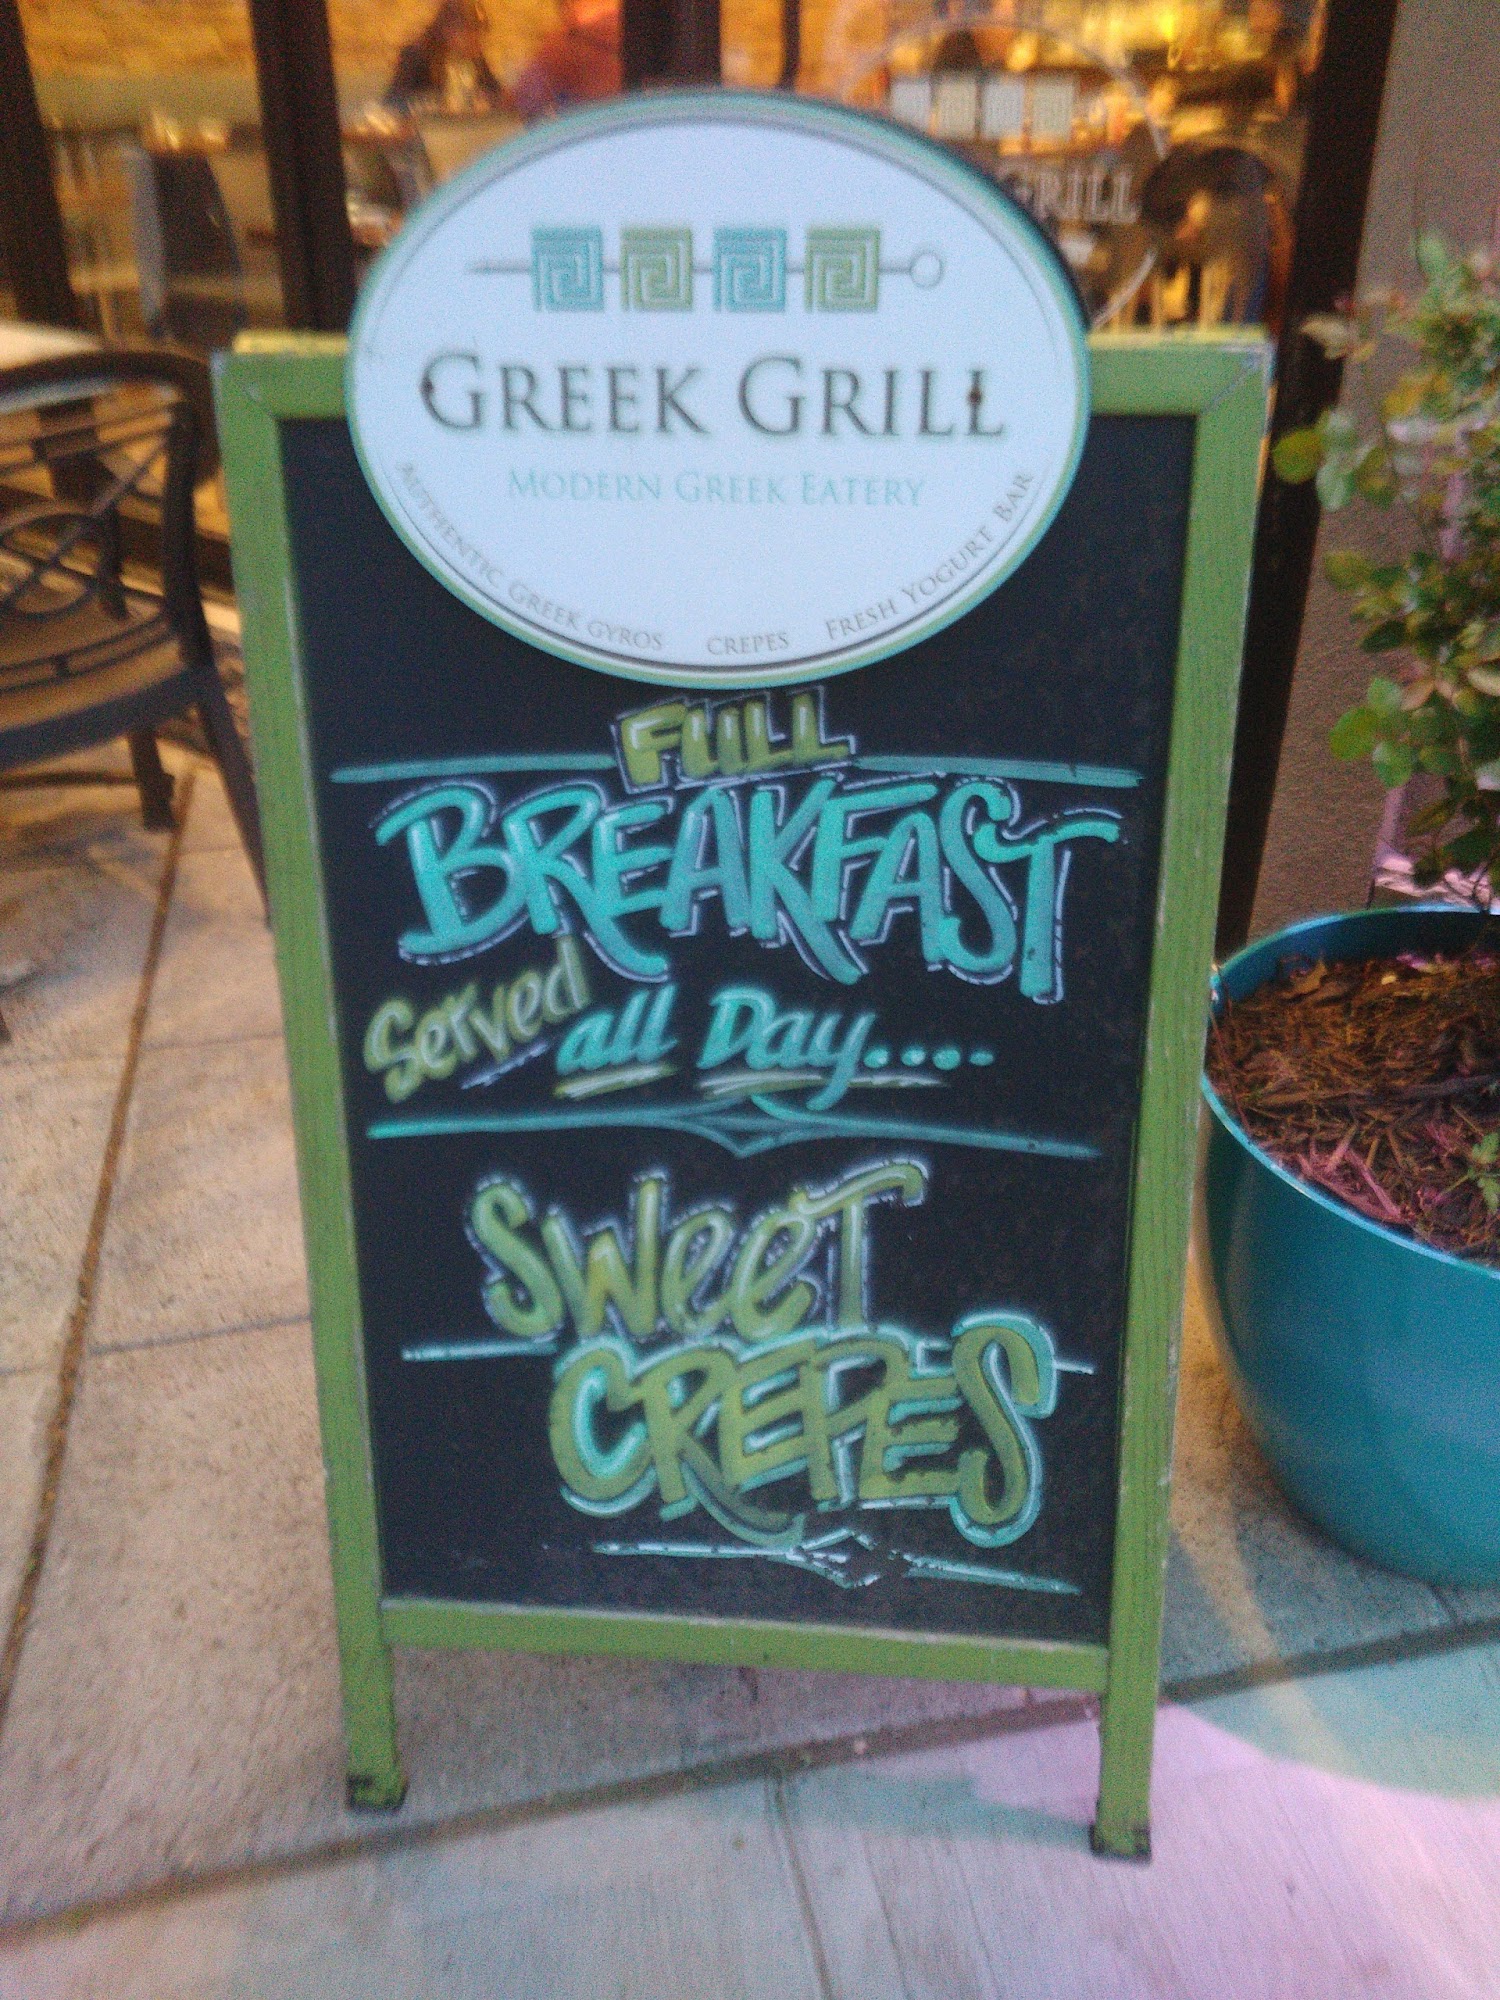 GRILL
GREEK GRILL
MODERN GREEK EATERY
AUTHENTIC GREEK GYROS CREPES FRESH YOGURT BAR
FULL
BREAKFAST
Served all Day....
SWEET
CREPES